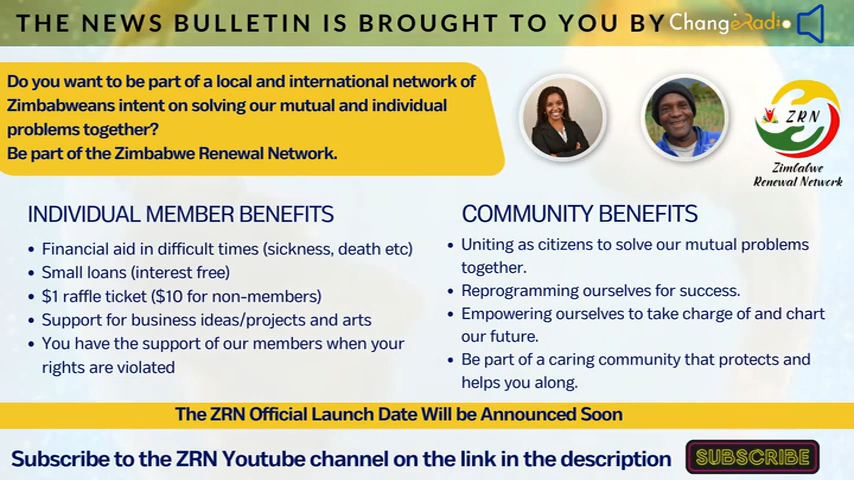 THE NEWS BULLETIN IS BROUGHT TO YOU BY ChangeRadio
Do you want to be part of a local and international network of
Zimbabweans intent on solving our mutual and individual
problems together?
Be part of the Zimbabwe Renewal Network.
ZRN
Zimbabwe
Renewal Network
INDIVIDUAL MEMBER BENEFITS
• Financial aid in difficult times (sickness, death etc)
• Small loans (interest free)
• $1 raffle ticket ($10 for non-members)
• Support for business ideas/projects and arts
• You have the support of our members when your
rights are violated
COMMUNITY BENEFITS
• Uniting as citizens to solve our mutual problems
together.
• Reprogramming ourselves for success.
• Empowering ourselves to take charge of and chart
our future.
• Be part of a caring community that protects and
helps you along.
The ZRN Official Launch Date Will be Announced Soon
Subscribe to the ZRN Youtube channel on the link in the description
SUBSCRIBE